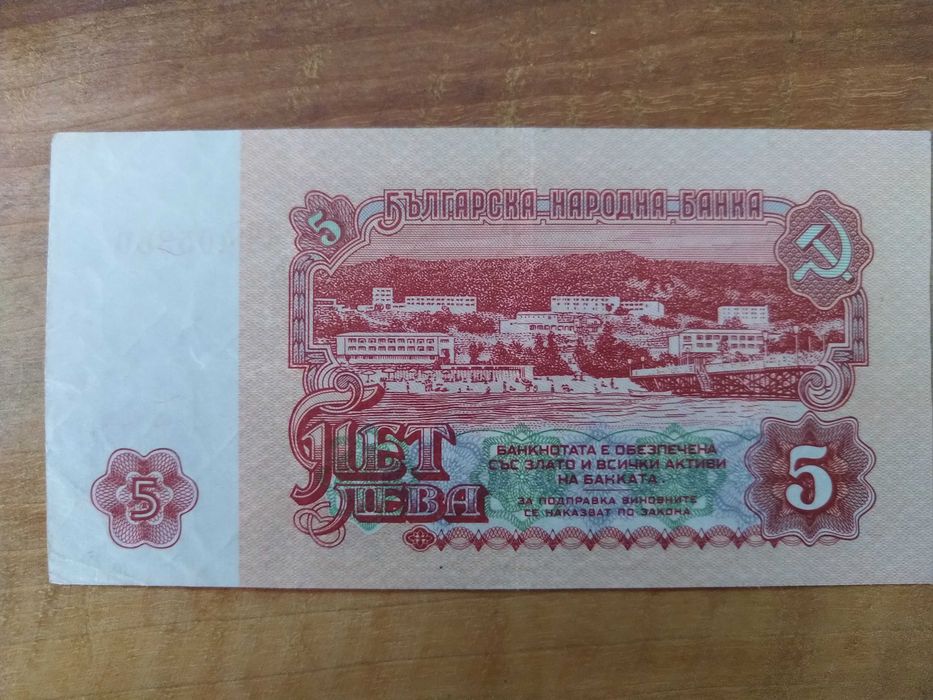 5
БЪЛГАРСКА НАРОДНА БАНКА
ПЕТ
ЛЕВА
БАНКНОТАТА Е ОБЕЗПЕЧЕНА
СЪС ЗЛАТО И ВСИЧКИ АКТИВИ
НА БАНКАТА.
ЗА ПОДПРАВКА ВИНОВНИТЕ
СЕ НАКАЗВАТ ПО ЗАКОНА
5
5